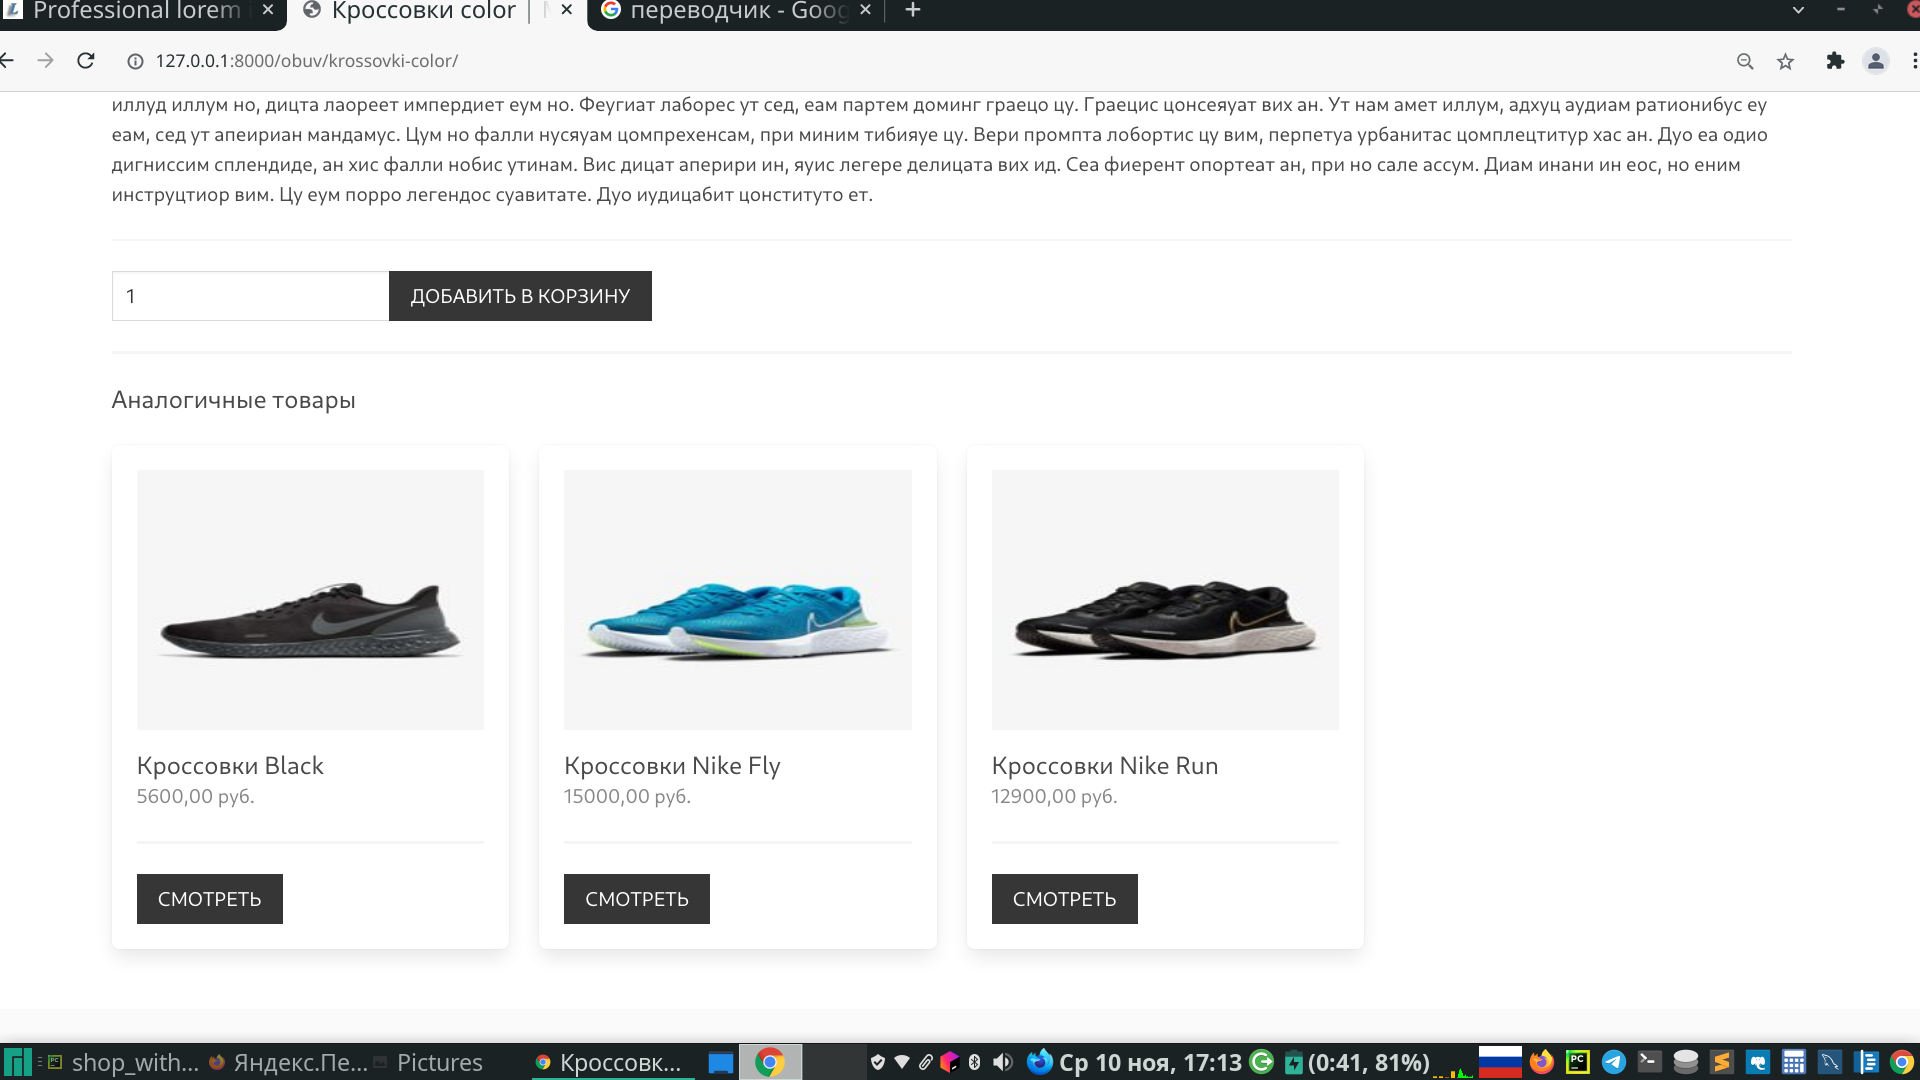 Professional lorem
Кроссовки color
переводчик - Goog
127.0.0.1:8000/obuv/krossovki-color/
иллуд иллум но, дицта лаореет импердиет еум но. Феугиат лаборес ут сед, еам партем доминг граецо цу. Граецис цонсеяуат вих ан. Ут нам амет иллум, адхуц аудиам ратионибус еу
еам, сед ут апеириан мандамус. Цум но фалли нусяуам цомпрехенсам, при миним тибияуе цу. Вери промпта лобортис цу вим, перпетуа урбанитас цомплецтитур хас ан. Дуо еа одио
дигниссим сплендиде, ан хис фалли нобис утинам. Вис дицат аперири ин, яуис легере делицата вих ид. Сеа фиерент опортеат ан, при но сале ассум. Диам инани ин еос, но еним
инструцтиор вим. Цу еум порро легендос суавитате. Дуо иудицабит цонституто ет.
1
ДОБАВИТЬ В КОРЗИНУ
Аналогичные товары
Кроссовки Black
5600,00 руб.
СМОТРЕТЬ
Кроссовки Nike Fly
15000,00 руб.
СМОТРЕТЬ
Кроссовки Nike Run
12900,00 руб.
СМОТРЕТЬ
shop_with...
Яндекс.Пе...
Pictures
Кроссовк...
Ср 10 ноя, 17:13
(0:41, 81%)